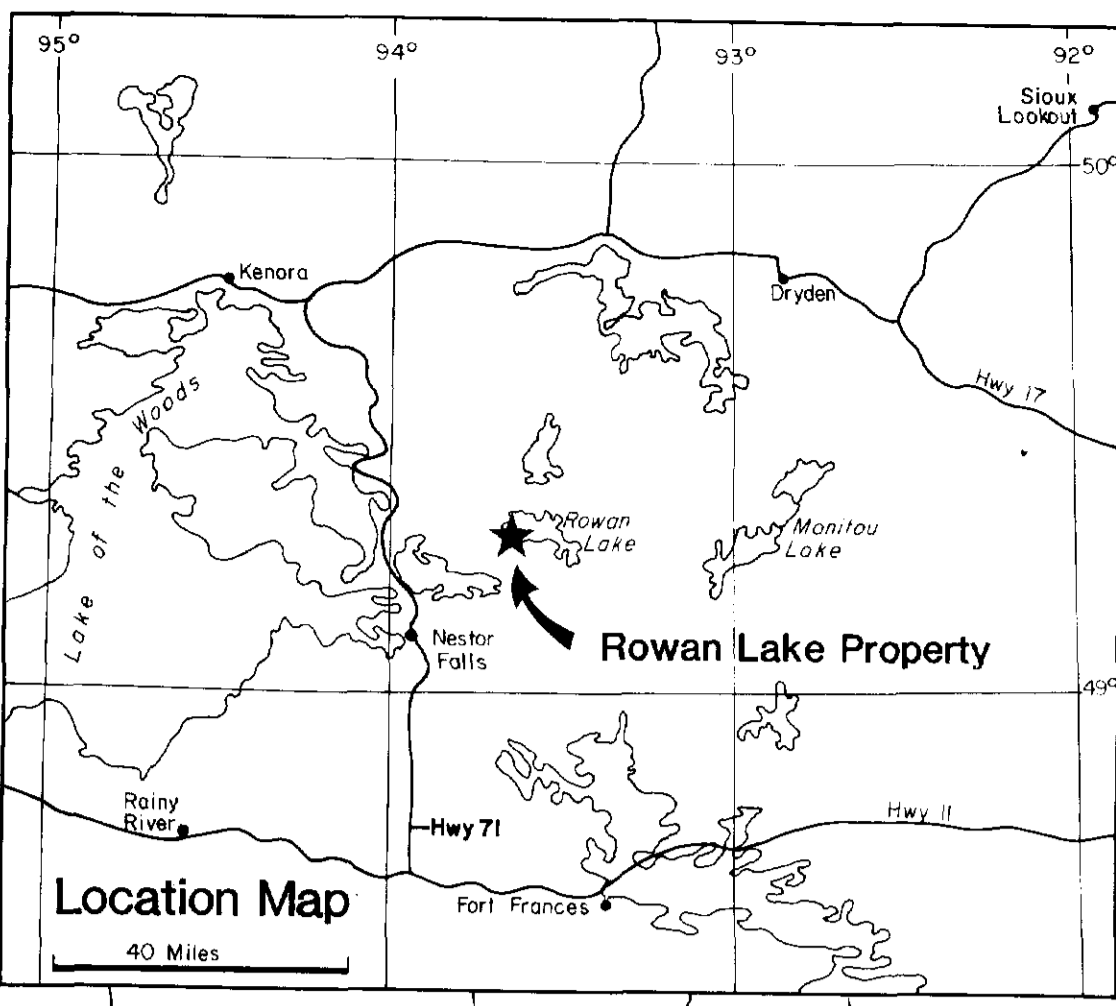 95°
94°
93°
92°
Sioux
Lookout
50°
Kenora
Dryden
Hwy 17
Lake of the Woods
Rowan
Lake
Manitou
Lake
Nestor
Falls
Rowan Lake Property
49°
Rainy
River
Hwy 71
Hwy 11
Location Map
Fort Frances
40 Miles